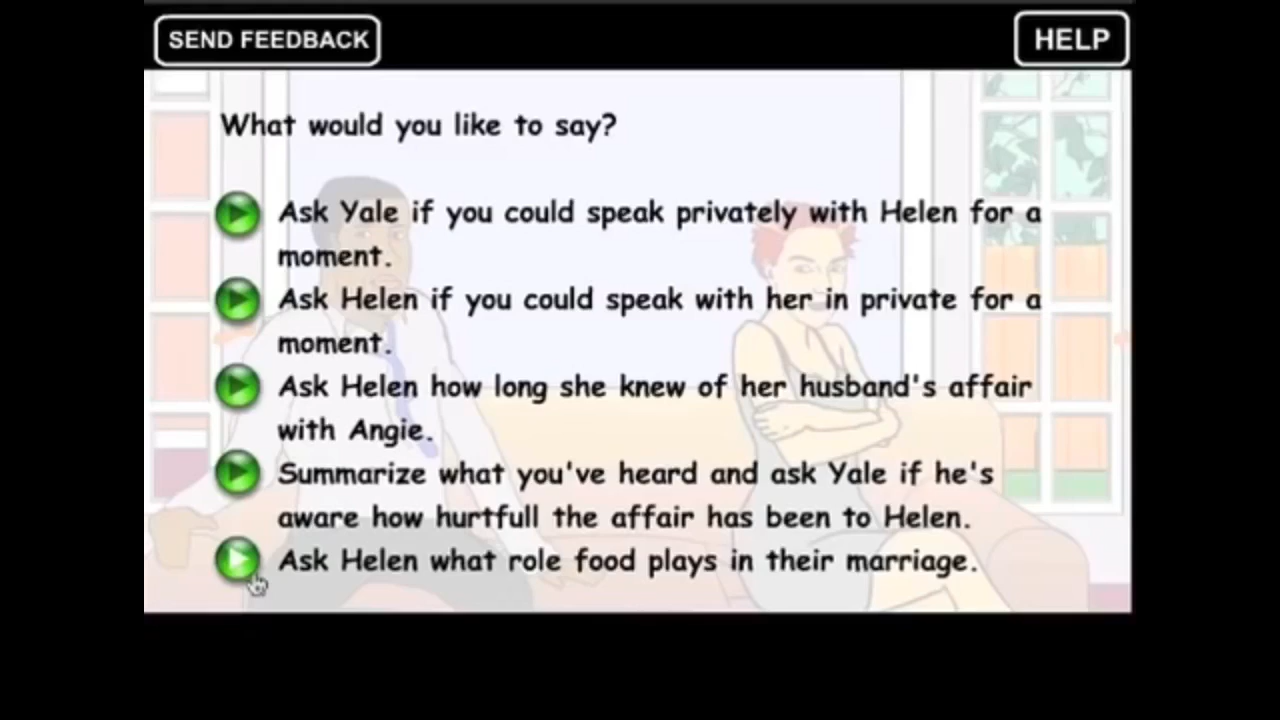 SEND FEEDBACK
HELP
What would you like to say?
Ask Yale if you could speak privately with Helen for a
moment.
Ask Helen if you could speak with her in private for a
moment.
Ask Helen how long she knew of her husband's affair
with Angie.
Summarize what you've heard and ask Yale if he's
aware how hurtfull the affair has been to Helen.
Ask Helen what role food plays in their marriage.